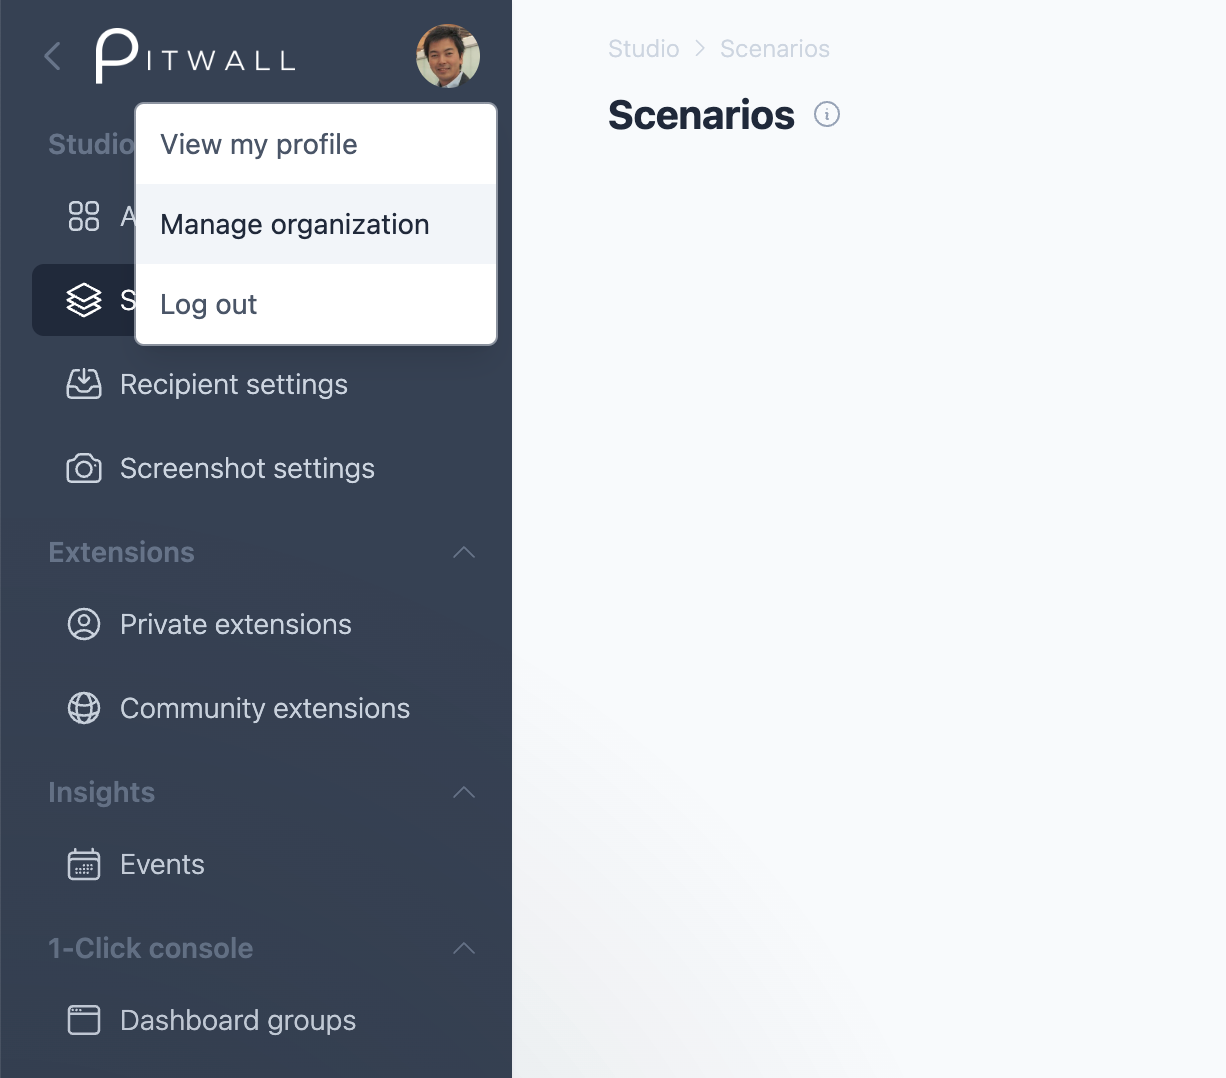 PITWALL
Studio > Scenarios
Scenarios
Studio
View my profile
Manage organization
Log out
Recipient settings
Screenshot settings
Extensions
Private extensions
Community extensions
Insights
Events
1-Click console
Dashboard groups